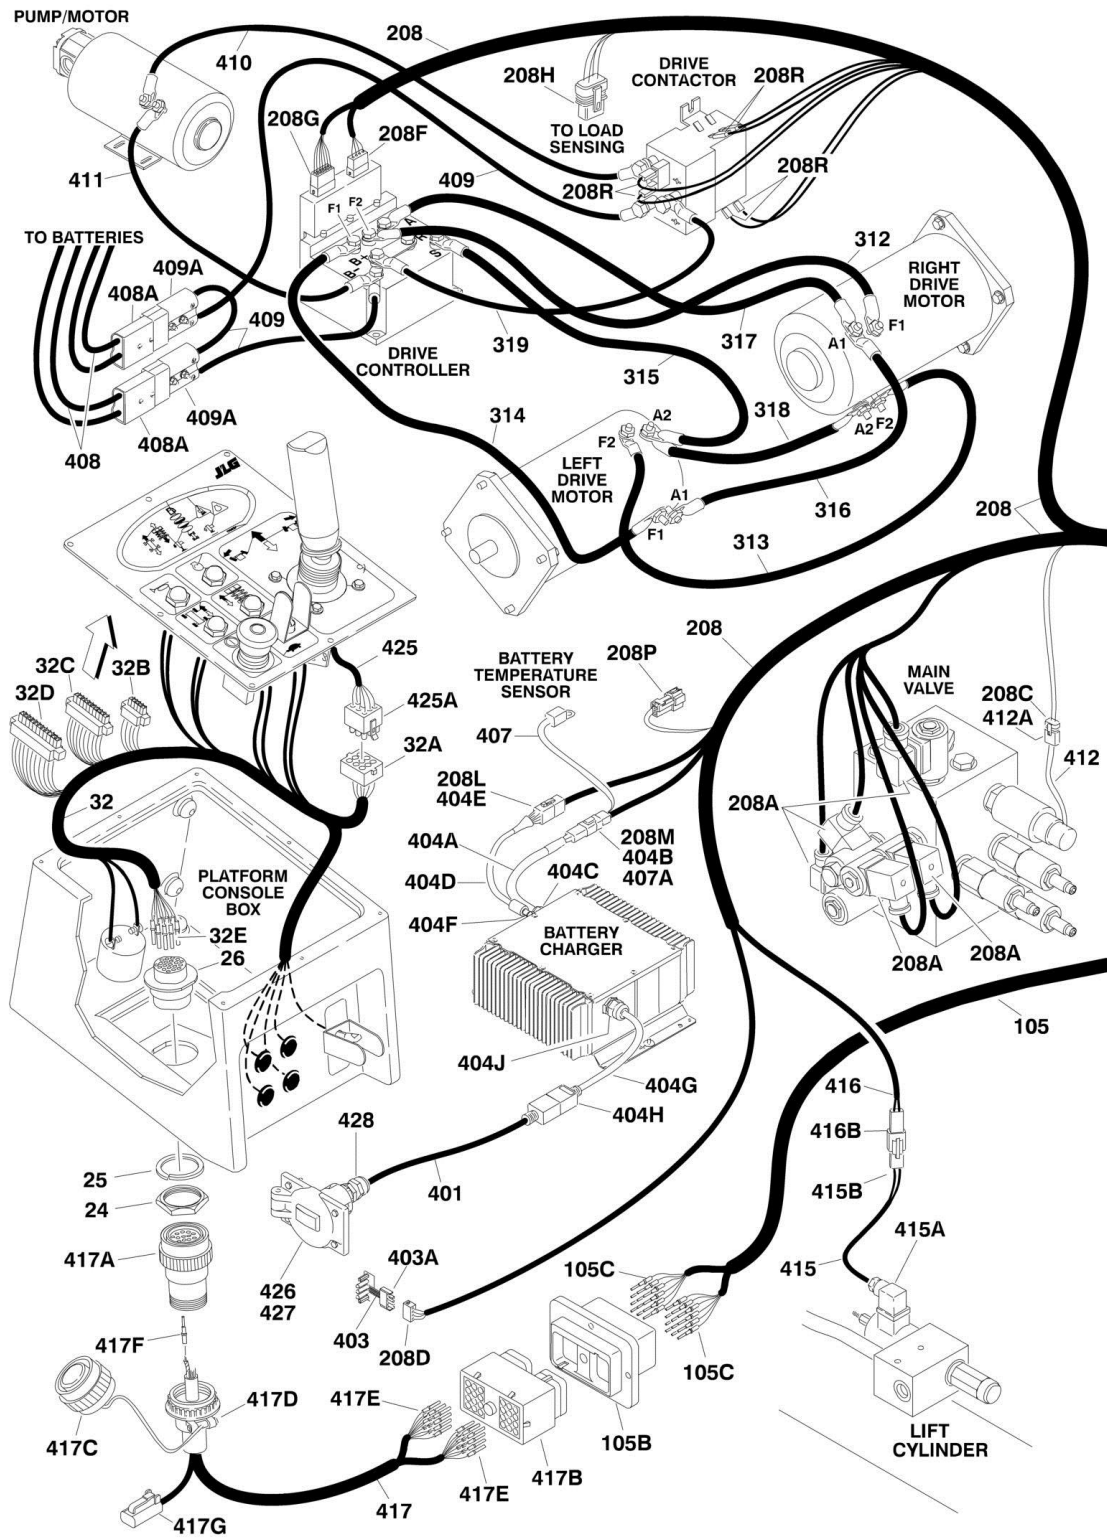 PUMP/MOTOR
410
208
208H
DRIVE
CONTACTOR
208R
TO LOAD
SENSING
208G
208F
409
208R
208R
411
F1
F2
A
B+
B-
S
TO BATTERIES
409A
408A
409
312
RIGHT
DRIVE
MOTOR
F1
A1
DRIVE
CONTROLLER
319
317
315
409A
408A
408
314
318
A2
F2
A2
F2
LEFT
DRIVE
MOTOR
A1
F1
316
313
208
JLG
208
425
BATTERY
TEMPERATURE
SENSOR
208P
MAIN
VALVE
208C
412A
32C
32B
32D
425A
407
412
32A
208L
404E
208A
32
404A
208M
404B
407A
404C
404D
PLATFORM
CONSOLE
BOX
32E
26
404F
BATTERY
CHARGER
208A
208A
105
404J
404G
416
404H
416B
428
25
401
415B
24
415A
417A
403A
105C
415
426
427
417F
403
208D
105C
417D
417E
417C
105B
LIFT
CYLINDER
417B
417E
417
417G